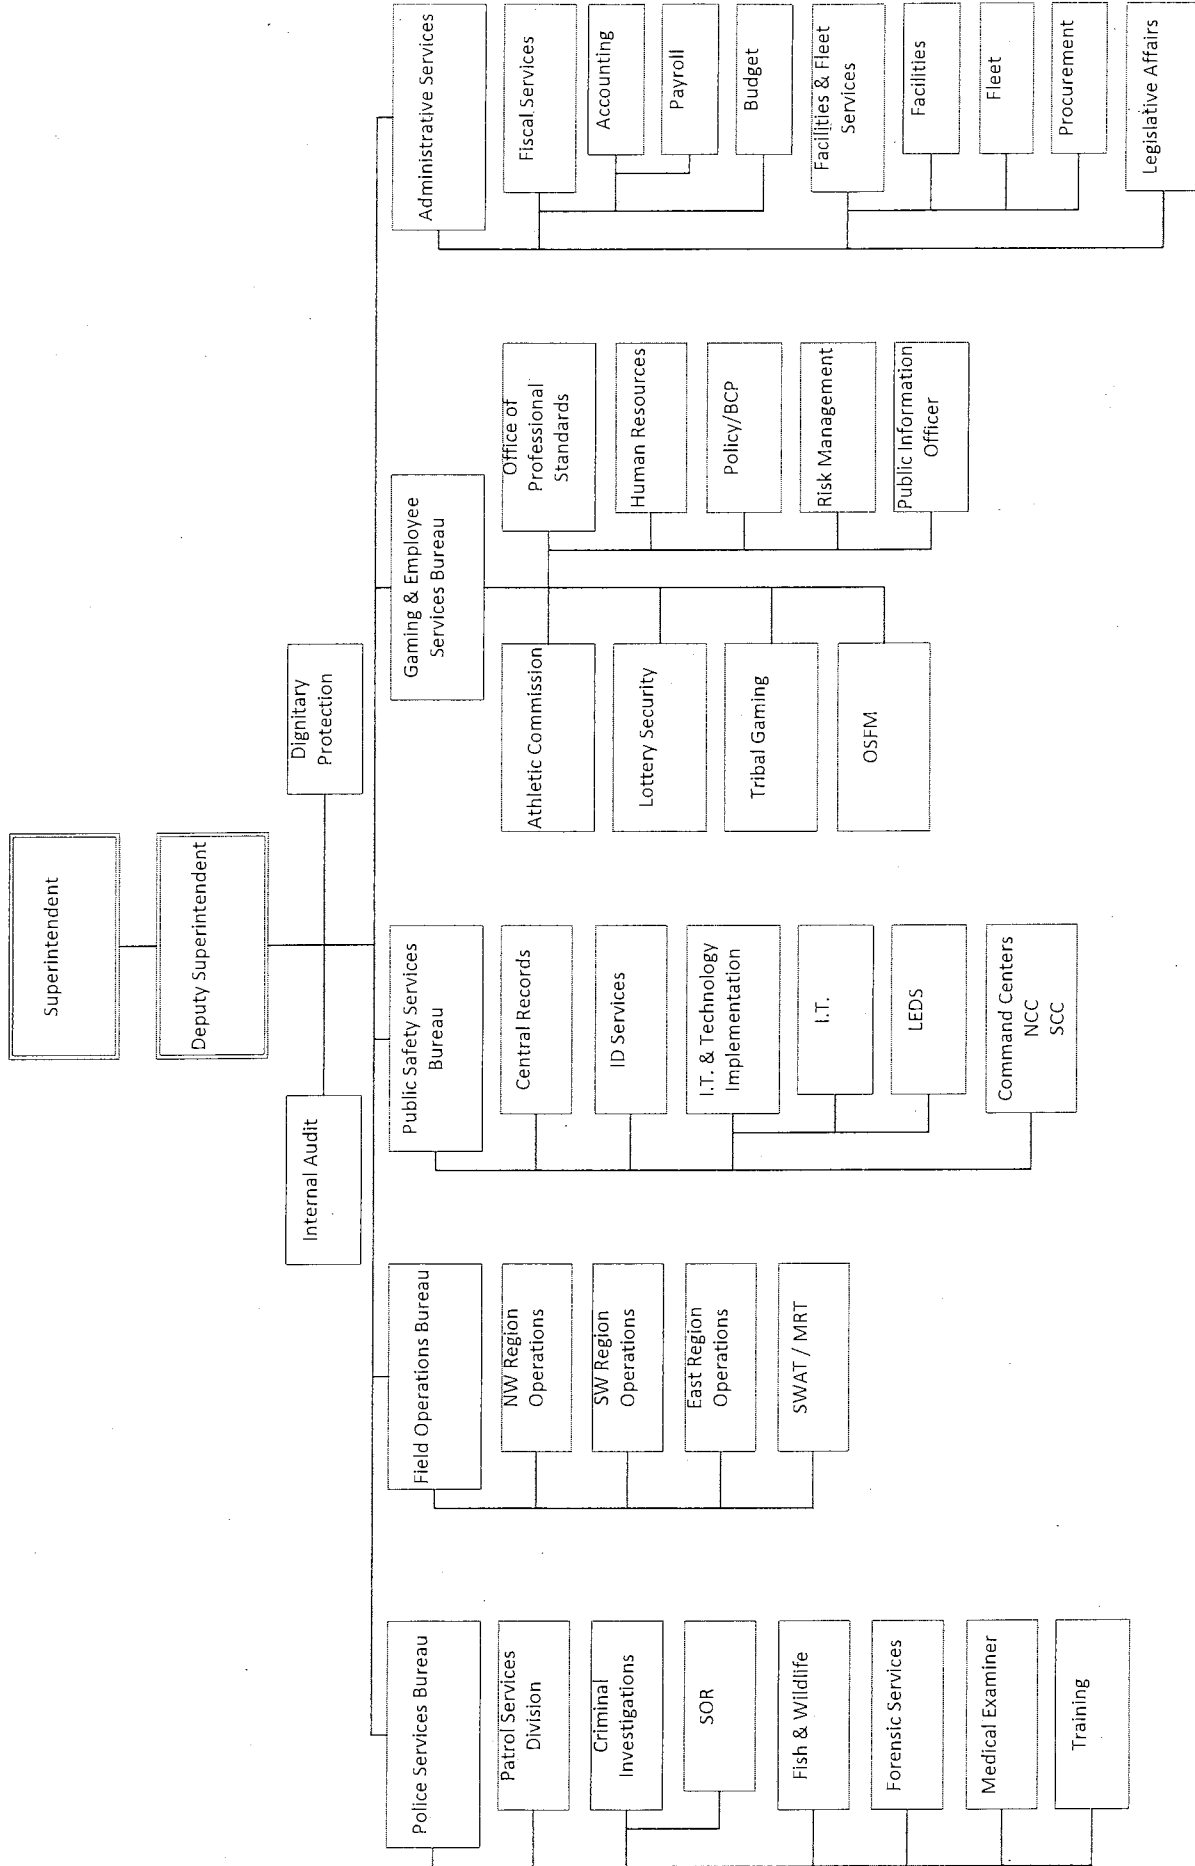 Superintendent
Deputy Superintendent
Internal Audit
Dignitary
Protection
Police Services Bureau
Patrol Services
Division
Criminal
Investigations
SOR
Fish & Wildlife
Forensic Services
Medical Examiner
Training
Field Operations Bureau
NW Region
Operations
SW Region
Operations
East Region
Operations
SWAT / MRT
Public Safety Services
Bureau
Central Records
ID Services
I.T. & Technology
Implementation
I.T.
LEDS
Command Centers
NCC
SCC
Gaming & Employee
Services Bureau
Athletic Commission
Lottery Security
Tribal Gaming
OSFM
Office of
Professional
Standards
Human Resources
Policy/BCP
Risk Management
Public Information
Officer
Administrative Services
Fiscal Services
Accounting
Payroll
Budget
Facilities & Fleet
Services
Facilities
Fleet
Procurement
Legislative Affairs